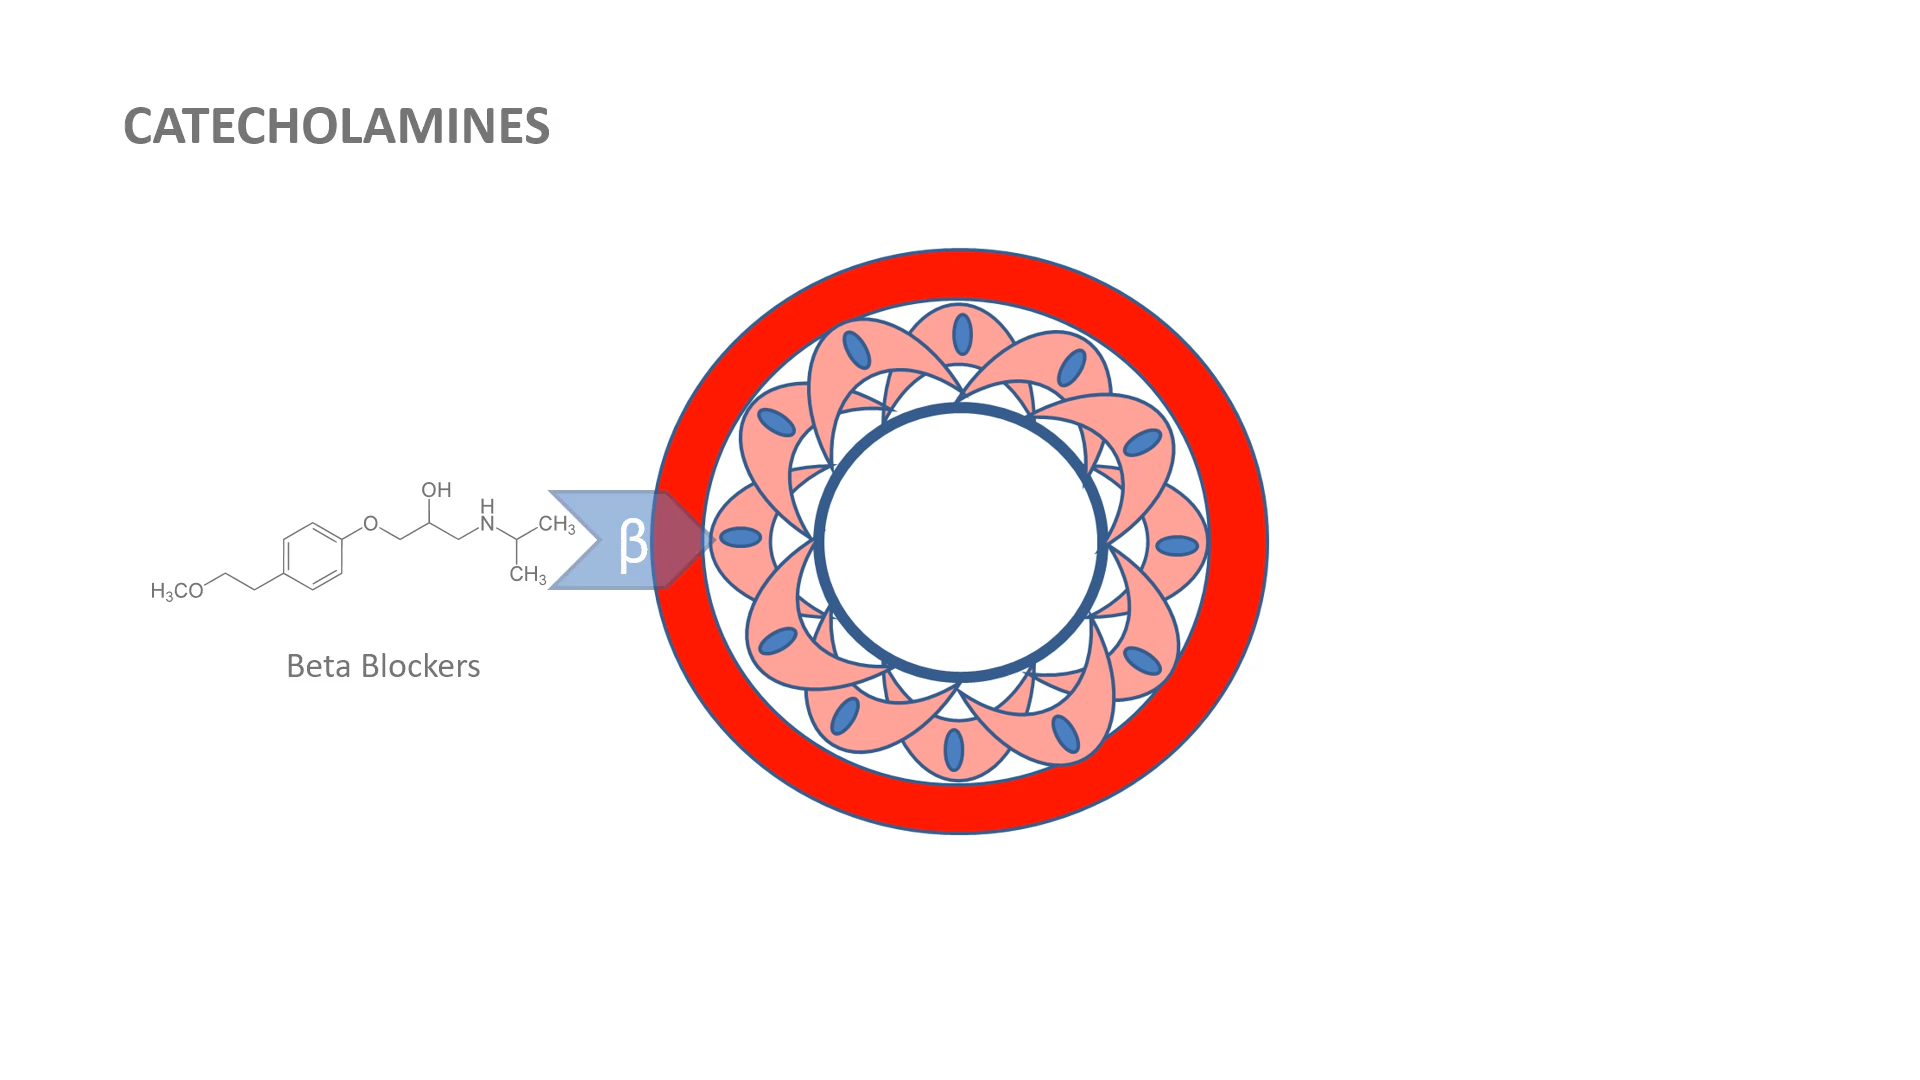 CATECHOLAMINES
OH
H
O
N
CH₃
β
CH₃
H₃CO
Beta Blockers